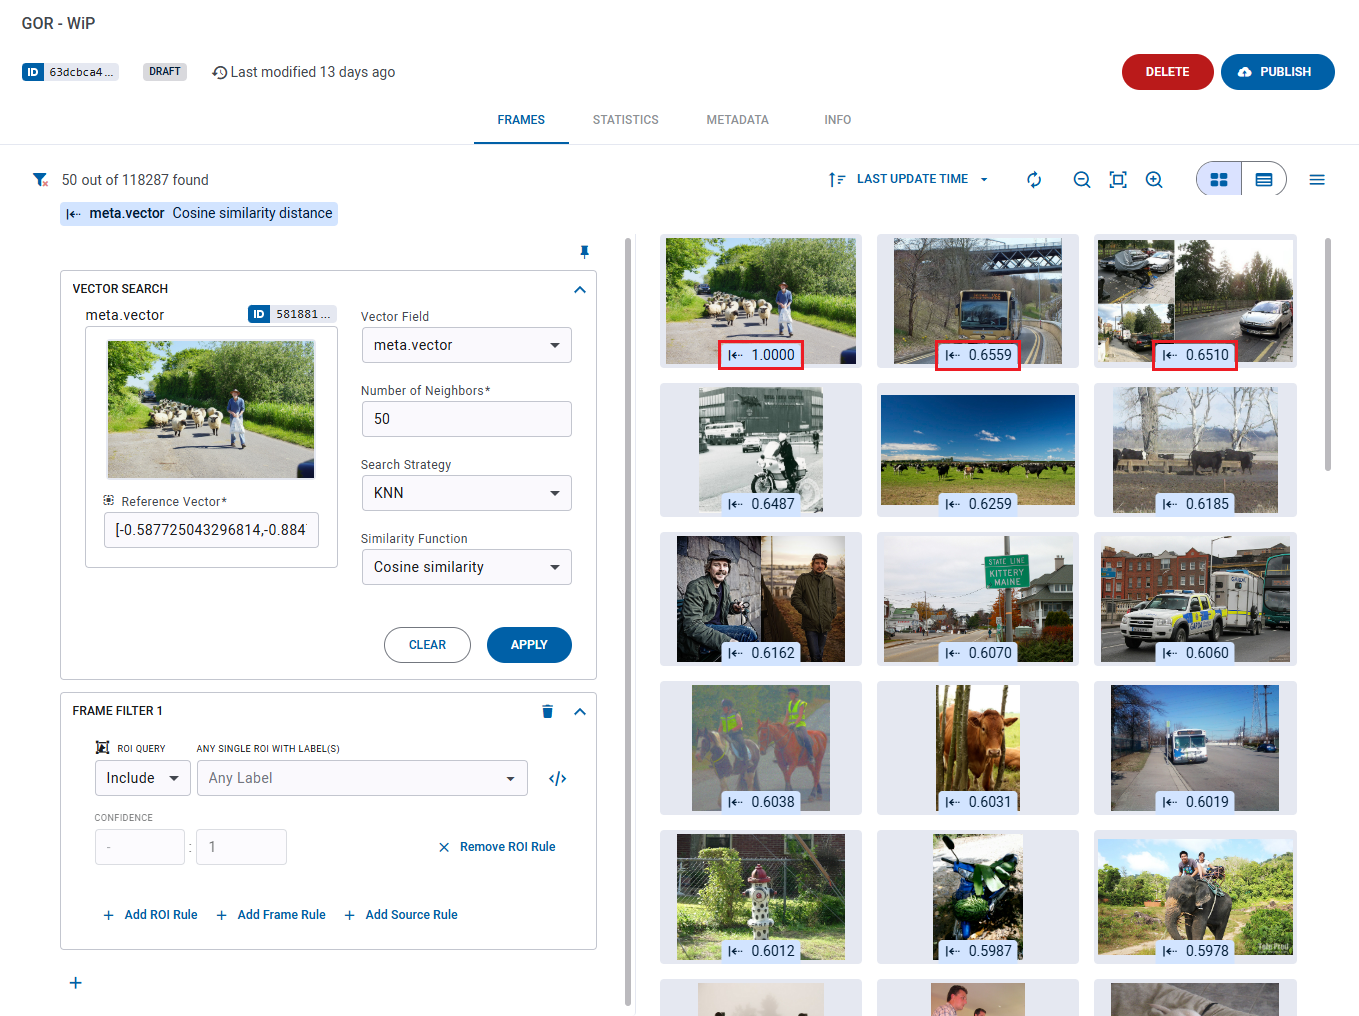 GOR - WiP
ID 63dcbca4... DRAFT Last modified 13 days ago DELETE PUBLISH
FRAMES STATISTICS METADATA INFO
50 out of 118287 found LAST UPDATE TIME
meta.vector Cosine similarity distance
VECTOR SEARCH
meta.vector ID 581881...
Reference Vector*
[-0.587725043296814,-0.884
Vector Field
meta.vector
Number of Neighbors*
50
Search Strategy
KNN
Similarity Function
Cosine similarity
CLEAR APPLY
FRAME FILTER 1
ROI QUERY ANY SINGLE ROI WITH LABEL(S)
Include Any Label </>
CONFIDENCE
- : 1 Remove ROI Rule
+ Add ROI Rule + Add Frame Rule + Add Source Rule
+
1.0000 0.6559 0.6510
0.6487 0.6259 0.6185
STATE LINE
KITTERY
MAINE
0.6162 0.6070 0.6060
0.6038 0.6031 0.6019
0.6012 0.5987 0.5978